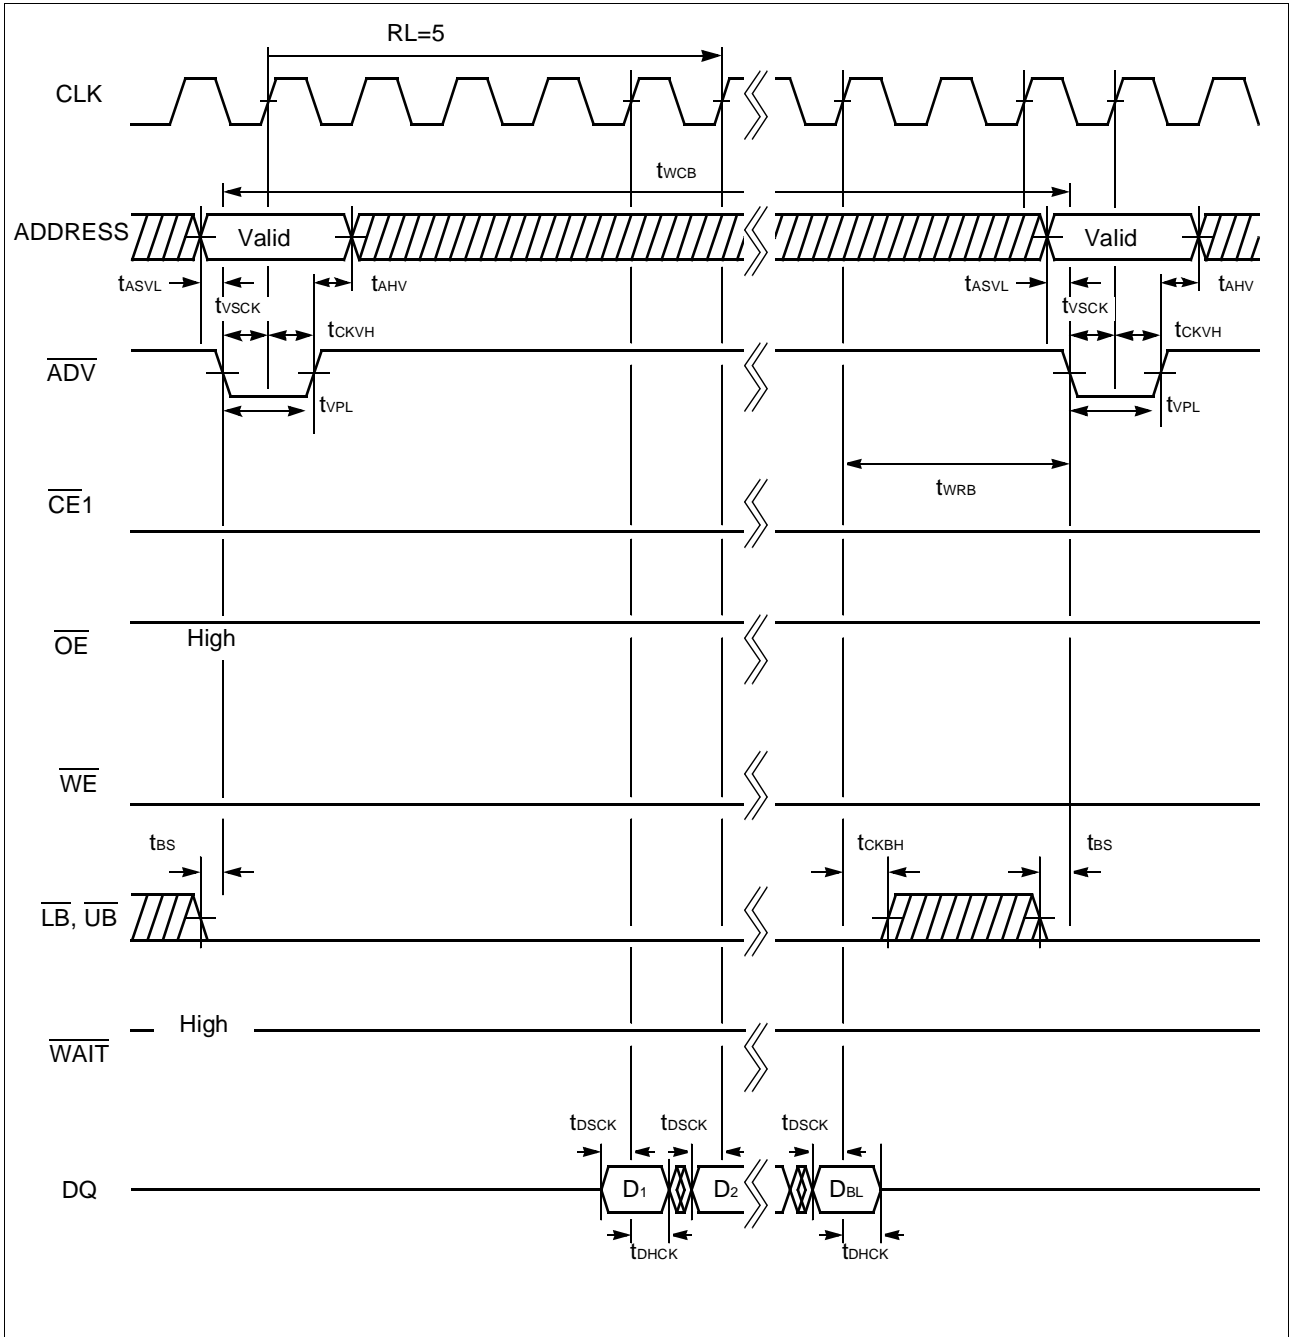 RL=5
CLK
tWCB
ADDRESS
Valid
Valid
tASVL
tVSCK
tAHV
tASVL
tVSCK
tAHV
tCKVH
tCKVH
ADV
tVPL
tVPL
tWRB
CE1
OE
High
WE
tBS
tCKBH
tBS
LB, UB
High
WAIT
tDSCK
tDSCK
tDSCK
DQ
D1
D2
DBL
tDHCK
tDHCK